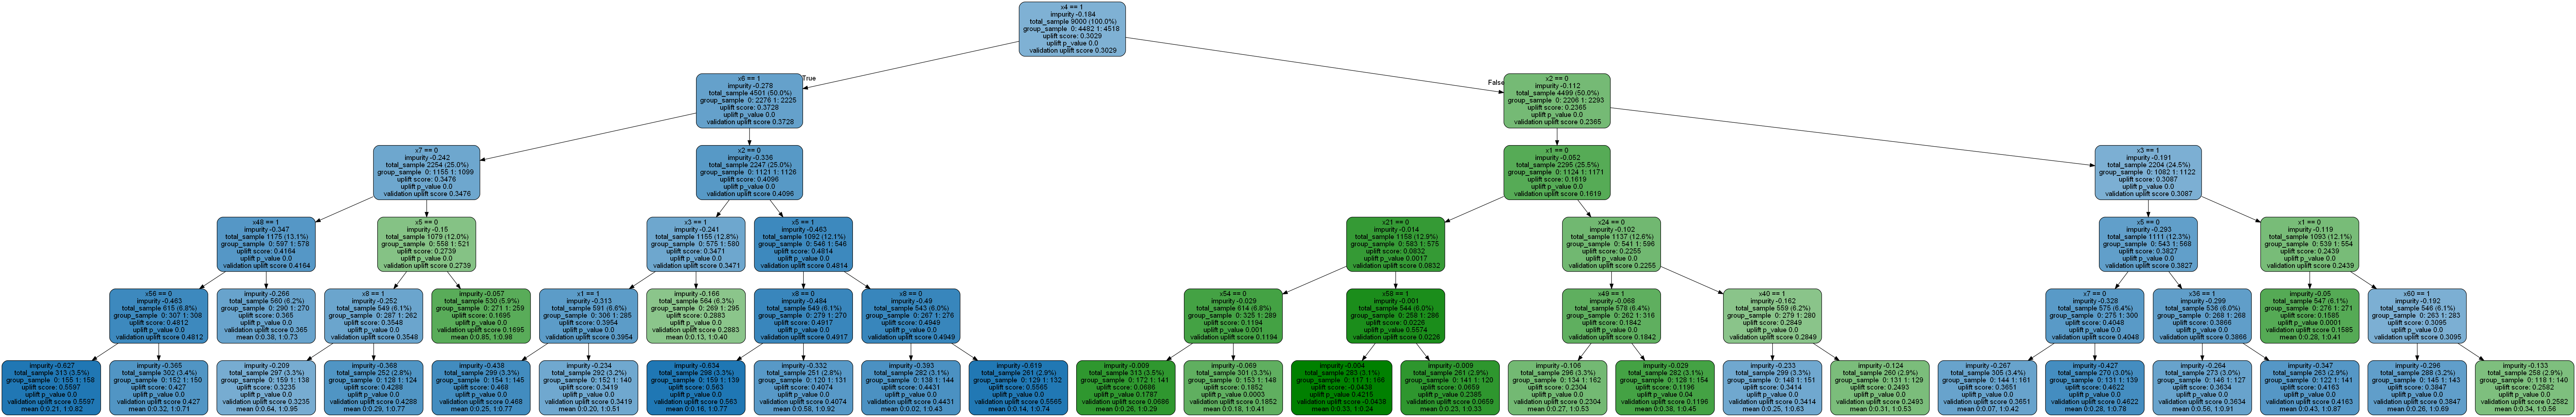 x4 == 1
impurity -0.184
total_sample 9000 (100.0%)
group_sample 0: 4482 1: 4518
uplift score: 0.3029
uplift p_value 0.0
validation uplift score 0.3029
True
False
x6 == 1
impurity -0.278
total_sample 4501 (50.0%)
group_sample 0: 2276 1: 2225
uplift score: 0.3728
uplift p_value 0.0
validation uplift score 0.3728
x2 == 0
impurity -0.112
total_sample 4499 (50.0%)
group_sample 0: 2206 1: 2293
uplift score: 0.2365
uplift p_value 0.0
validation uplift score 0.2365
x7 == 0
impurity -0.242
total_sample 2254 (25.0%)
group_sample 0: 1155 1: 1099
uplift score: 0.3476
uplift p_value 0.0
validation uplift score 0.3476
x2 == 0
impurity -0.336
total_sample 2247 (25.0%)
group_sample 0: 1121 1: 1126
uplift score: 0.4096
uplift p_value 0.0
validation uplift score 0.4096
x1 == 0
impurity -0.052
total_sample 2295 (25.5%)
group_sample 0: 1124 1: 1171
uplift score: 0.1619
uplift p_value 0.0
validation uplift score 0.1619
x3 == 1
impurity -0.191
total_sample 2204 (24.5%)
group_sample 0: 1082 1: 1122
uplift score: 0.3087
uplift p_value 0.0
validation uplift score 0.3087
x48 == 1
impurity -0.347
total_sample 1175 (13.1%)
group_sample 0: 597 1: 578
uplift score: 0.4164
uplift p_value 0.0
validation uplift score 0.4164
x5 == 0
impurity -0.15
total_sample 1079 (12.0%)
group_sample 0: 558 1: 521
uplift score: 0.2739
uplift p_value 0.0
validation uplift score 0.2739
x3 == 1
impurity -0.241
total_sample 1155 (12.8%)
group_sample 0: 575 1: 580
uplift score: 0.3471
uplift p_value 0.0
validation uplift score 0.3471
x5 == 1
impurity -0.463
total_sample 1092 (12.1%)
group_sample 0: 546 1: 546
uplift score: 0.4814
uplift p_value 0.0
validation uplift score 0.4814
x21 == 0
impurity -0.014
total_sample 1158 (12.9%)
group_sample 0: 583 1: 575
uplift score: 0.0832
uplift p_value 0.0017
validation uplift score 0.0832
x24 == 0
impurity -0.102
total_sample 1137 (12.6%)
group_sample 0: 541 1: 596
uplift score: 0.2255
uplift p_value 0.0
validation uplift score 0.2255
x5 == 0
impurity -0.293
total_sample 1111 (12.3%)
group_sample 0: 543 1: 568
uplift score: 0.3827
uplift p_value 0.0
validation uplift score 0.3827
x1 == 0
impurity -0.119
total_sample 1093 (12.1%)
group_sample 0: 539 1: 554
uplift score: 0.2439
uplift p_value 0.0
validation uplift score 0.2439
x56 == 0
impurity -0.463
total_sample 615 (6.8%)
group_sample 0: 307 1: 308
uplift score: 0.4812
uplift p_value 0.0
validation uplift score 0.4812
impurity -0.266
total_sample 560 (6.2%)
group_sample 0: 290 1: 270
uplift score: 0.365
uplift p_value 0.0
validation uplift score 0.365
mean 0:0.38, 1:0.73
x8 == 1
impurity -0.252
total_sample 549 (6.1%)
group_sample 0: 287 1: 262
uplift score: 0.3548
uplift p_value 0.0
validation uplift score 0.3548
impurity -0.057
total_sample 530 (5.9%)
group_sample 0: 271 1: 259
uplift score: 0.1695
uplift p_value 0.0
validation uplift score 0.1695
mean 0:0.85, 1:0.98
x1 == 1
impurity -0.313
total_sample 591 (6.6%)
group_sample 0: 306 1: 285
uplift score: 0.3954
uplift p_value 0.0
validation uplift score 0.3954
impurity -0.166
total_sample 564 (6.3%)
group_sample 0: 269 1: 295
uplift score: 0.2883
uplift p_value 0.0
validation uplift score 0.2883
mean 0:0.13, 1:0.40
x8 == 0
impurity -0.484
total_sample 549 (6.1%)
group_sample 0: 279 1: 270
uplift score: 0.4917
uplift p_value 0.0
validation uplift score 0.4917
x8 == 0
impurity -0.49
total_sample 543 (6.0%)
group_sample 0: 267 1: 276
uplift score: 0.4949
uplift p_value 0.0
validation uplift score 0.4949
x54 == 0
impurity -0.029
total_sample 614 (6.8%)
group_sample 0: 325 1: 289
uplift score: 0.1194
uplift p_value 0.001
validation uplift score 0.1194
x58 == 1
impurity -0.001
total_sample 544 (6.0%)
group_sample 0: 258 1: 286
uplift score: 0.0226
uplift p_value 0.5574
validation uplift score 0.0226
x49 == 1
impurity -0.068
total_sample 578 (6.4%)
group_sample 0: 262 1: 316
uplift score: 0.1842
uplift p_value 0.0
validation uplift score 0.1842
x40 == 1
impurity -0.162
total_sample 559 (6.2%)
group_sample 0: 279 1: 280
uplift score: 0.2849
uplift p_value 0.0
validation uplift score 0.2849
x7 == 0
impurity -0.328
total_sample 575 (6.4%)
group_sample 0: 275 1: 300
uplift score: 0.4048
uplift p_value 0.0
validation uplift score 0.4048
x36 == 1
impurity -0.299
total_sample 536 (6.0%)
group_sample 0: 268 1: 268
uplift score: 0.3866
uplift p_value 0.0
validation uplift score 0.3866
impurity -0.05
total_sample 547 (6.1%)
group_sample 0: 276 1: 271
uplift score: 0.1585
uplift p_value 0.0001
validation uplift score 0.1585
mean 0:0.28, 1:0.41
x60 == 1
impurity -0.192
total_sample 546 (6.1%)
group_sample 0: 263 1: 283
uplift score: 0.3095
uplift p_value 0.0
validation uplift score 0.3095
impurity -0.627
total_sample 313 (3.5%)
group_sample 0: 155 1: 158
uplift score: 0.5597
uplift p_value 0.0
validation uplift score 0.5597
mean 0:0.21, 1:0.82
impurity -0.365
total_sample 302 (3.4%)
group_sample 0: 152 1: 150
uplift score: 0.427
uplift p_value 0.0
validation uplift score 0.427
mean 0:0.32, 1:0.71
impurity -0.209
total_sample 297 (3.3%)
group_sample 0: 159 1: 138
uplift score: 0.3235
uplift p_value 0.0
validation uplift score 0.3235
mean 0:0.64, 1:0.95
impurity -0.368
total_sample 252 (2.8%)
group_sample 0: 128 1: 124
uplift score: 0.4288
uplift p_value 0.0
validation uplift score 0.4288
mean 0:0.29, 1:0.77
impurity -0.438
total_sample 299 (3.3%)
group_sample 0: 154 1: 145
uplift score: 0.468
uplift p_value 0.0
validation uplift score 0.468
mean 0:0.25, 1:0.77
impurity -0.234
total_sample 292 (3.2%)
group_sample 0: 152 1: 140
uplift score: 0.3419
uplift p_value 0.0
validation uplift score 0.3419
mean 0:0.20, 1:0.51
impurity -0.634
total_sample 298 (3.3%)
group_sample 0: 159 1: 139
uplift score: 0.563
uplift p_value 0.0
validation uplift score 0.563
mean 0:0.16, 1:0.77
impurity -0.332
total_sample 251 (2.8%)
group_sample 0: 120 1: 131
uplift score: 0.4074
uplift p_value 0.0
validation uplift score 0.4074
mean 0:0.58, 1:0.92
impurity -0.393
total_sample 282 (3.1%)
group_sample 0: 138 1: 144
uplift score: 0.4431
uplift p_value 0.0
validation uplift score 0.4431
mean 0:0.02, 1:0.43
impurity -0.619
total_sample 261 (2.9%)
group_sample 0: 129 1: 132
uplift score: 0.5565
uplift p_value 0.0
validation uplift score 0.5565
mean 0:0.14, 1:0.74
impurity -0.009
total_sample 313 (3.5%)
group_sample 0: 172 1: 141
uplift score: 0.0686
uplift p_value 0.1787
validation uplift score 0.0686
mean 0:0.26, 1:0.29
impurity -0.069
total_sample 301 (3.3%)
group_sample 0: 153 1: 148
uplift score: 0.1852
uplift p_value 0.0003
validation uplift score 0.1852
mean 0:0.18, 1:0.41
impurity -0.004
total_sample 283 (3.1%)
group_sample 0: 117 1: 166
uplift score: -0.0438
uplift p_value 0.4215
validation uplift score -0.0438
mean 0:0.33, 1:0.24
impurity -0.009
total_sample 261 (2.9%)
group_sample 0: 141 1: 120
uplift score: 0.0659
uplift p_value 0.2385
validation uplift score 0.0659
mean 0:0.23, 1:0.33
impurity -0.106
total_sample 296 (3.3%)
group_sample 0: 134 1: 162
uplift score: 0.2304
uplift p_value 0.0
validation uplift score 0.2304
mean 0:0.27, 1:0.53
impurity -0.029
total_sample 282 (3.1%)
group_sample 0: 128 1: 154
uplift score: 0.1196
uplift p_value 0.04
validation uplift score 0.1196
mean 0:0.38, 1:0.45
impurity -0.233
total_sample 299 (3.3%)
group_sample 0: 148 1: 151
uplift score: 0.3414
uplift p_value 0.0
validation uplift score 0.3414
mean 0:0.25, 1:0.63
impurity -0.124
total_sample 260 (2.9%)
group_sample 0: 131 1: 129
uplift score: 0.2493
uplift p_value 0.0
validation uplift score 0.2493
mean 0:0.31, 1:0.53
impurity -0.267
total_sample 305 (3.4%)
group_sample 0: 144 1: 161
uplift score: 0.3651
uplift p_value 0.0
validation uplift score 0.3651
mean 0:0.07, 1:0.42
impurity -0.427
total_sample 270 (3.0%)
group_sample 0: 131 1: 139
uplift score: 0.4622
uplift p_value 0.0
validation uplift score 0.4622
mean 0:0.28, 1:0.78
impurity -0.264
total_sample 273 (3.0%)
group_sample 0: 146 1: 127
uplift score: 0.3634
uplift p_value 0.0
validation uplift score 0.3634
mean 0:0.56, 1:0.91
impurity -0.347
total_sample 263 (2.9%)
group_sample 0: 122 1: 141
uplift score: 0.4163
uplift p_value 0.0
validation uplift score 0.4163
mean 0:0.43, 1:0.87
impurity -0.296
total_sample 288 (3.2%)
group_sample 0: 145 1: 143
uplift score: 0.3847
uplift p_value 0.0
validation uplift score 0.3847
mean 0:0.26, 1:0.69
impurity -0.133
total_sample 258 (2.9%)
group_sample 0: 118 1: 140
uplift score: 0.2582
uplift p_value 0.0
validation uplift score 0.2582
mean 0:0.34, 1:0.56